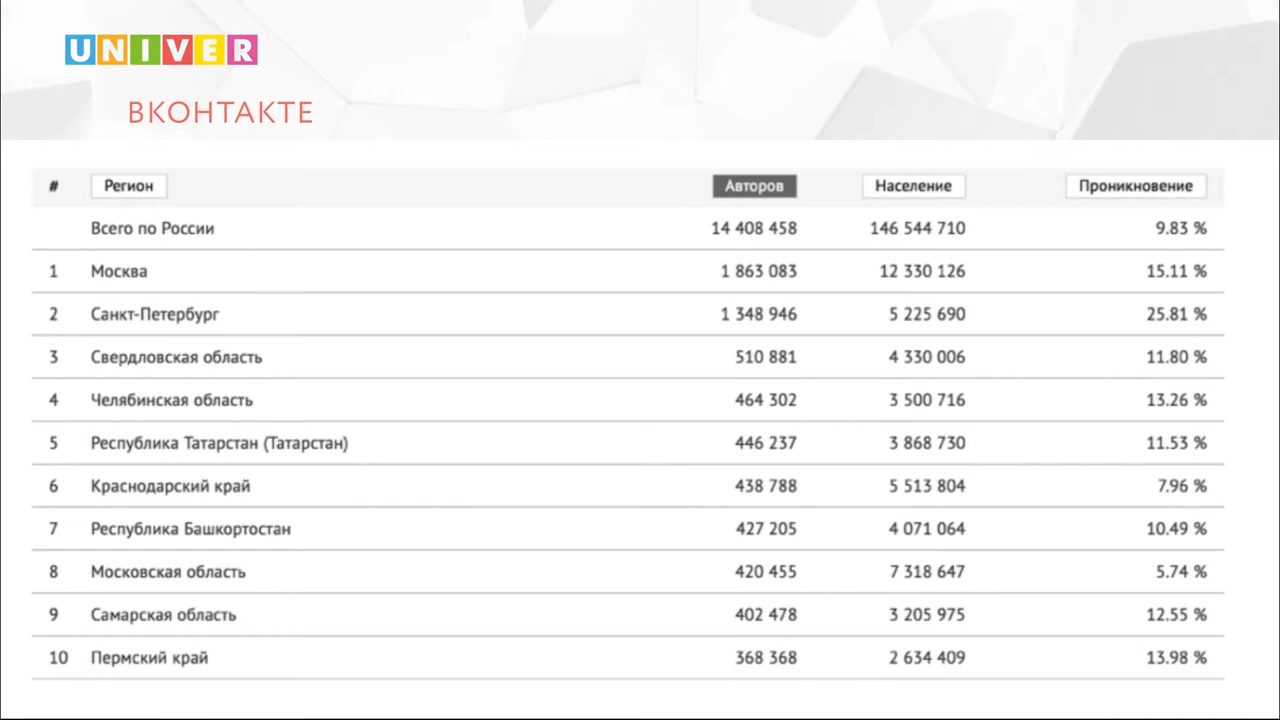 UNIVER
ВКОНТАКТЕ
# Регион Авторов Население Проникновение
Всего по России 14 408 458 146 544 710 9.83 %
1 Москва 1 863 083 12 330 126 15.11 %
2 Санкт-Петербург 1 348 946 5 225 690 25.81 %
3 Свердловская область 510 881 4 330 006 11.80 %
4 Челябинская область 464 302 3 500 716 13.26 %
5 Республика Татарстан (Татарстан) 446 237 3 868 730 11.53 %
6 Краснодарский край 438 788 5 513 804 7.96 %
7 Республика Башкортостан 427 205 4 071 064 10.49 %
8 Московская область 420 455 7 318 647 5.74 %
9 Самарская область 402 478 3 205 975 12.55 %
10 Пермский край 368 368 2 634 409 13.98 %